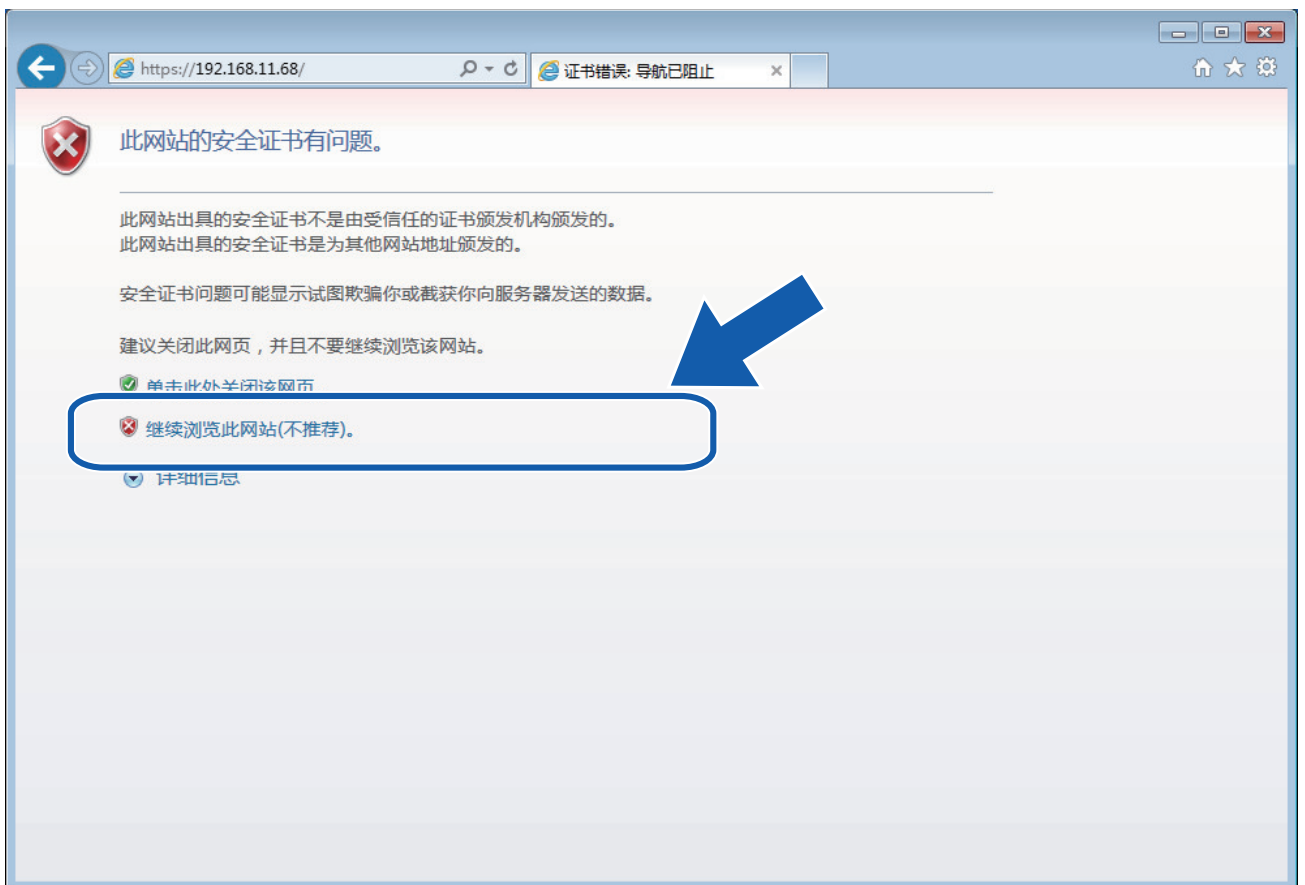 https://192.168.11.68/
证书错误: 导航已阻止
此网站的安全证书有问题。
此网站出具的安全证书不是由受信任的证书颁发机构颁发的。
此网站出具的安全证书是为其他网站地址颁发的。
安全证书问题可能显示试图欺骗你或截获你向服务器发送的数据。
建议关闭此网页，并且不要继续浏览该网站。
单击此处关闭该网页
继续浏览此网站(不推荐)。
详细信息